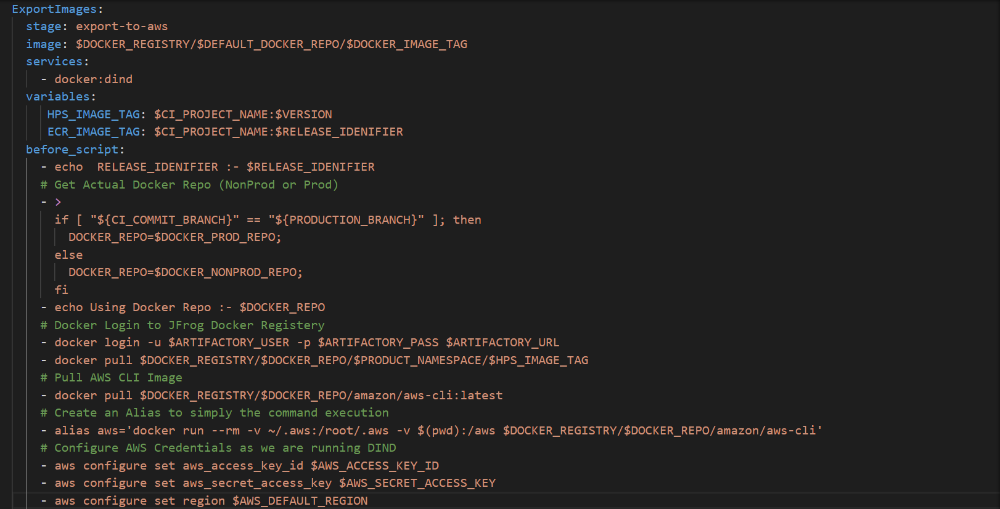 ExportImages:
stage: export-to-aws
image: $DOCKER_REGISTRY/$DEFAULT_DOCKER_REPO/$DOCKER_IMAGE_TAG
services:
- docker:dind
variables:
HPS_IMAGE_TAG: $CI_PROJECT_NAME:$VERSION
ECR_IMAGE_TAG: $CI_PROJECT_NAME:$RELEASE_IDENIFIER
before_script:
- echo  RELEASE_IDENIFIER :- $RELEASE_IDENIFIER
# Get Actual Docker Repo (NonProd or Prod)
- >
if [ "${CI_COMMIT_BRANCH}" == "${PRODUCTION_BRANCH}" ]; then
DOCKER_REPO=$DOCKER_PROD_REPO;
else
DOCKER_REPO=$DOCKER_NONPROD_REPO;
fi
- echo Using Docker Repo :- $DOCKER_REPO
# Docker Login to JFrog Docker Registery
- docker login -u $ARTIFACTORY_USER -p $ARTIFACTORY_PASS $ARTIFACTORY_URL
- docker pull $DOCKER_REGISTRY/$DOCKER_REPO/$PRODUCT_NAMESPACE/$HPS_IMAGE_TAG
# Pull AWS CLI Image
- docker pull $DOCKER_REGISTRY/$DOCKER_REPO/amazon/aws-cli:latest
# Create an Alias to simply the command execution
- alias aws='docker run --rm -v ~/.aws:/root/.aws -v $(pwd):/aws $DOCKER_REGISTRY/$DOCKER_REPO/amazon/aws-cli'
# Configure AWS Credentials as we are running DIND
- aws configure set aws_access_key_id $AWS_ACCESS_KEY_ID
- aws configure set aws_secret_access_key $AWS_SECRET_ACCESS_KEY
- aws configure set region $AWS_DEFAULT_REGION